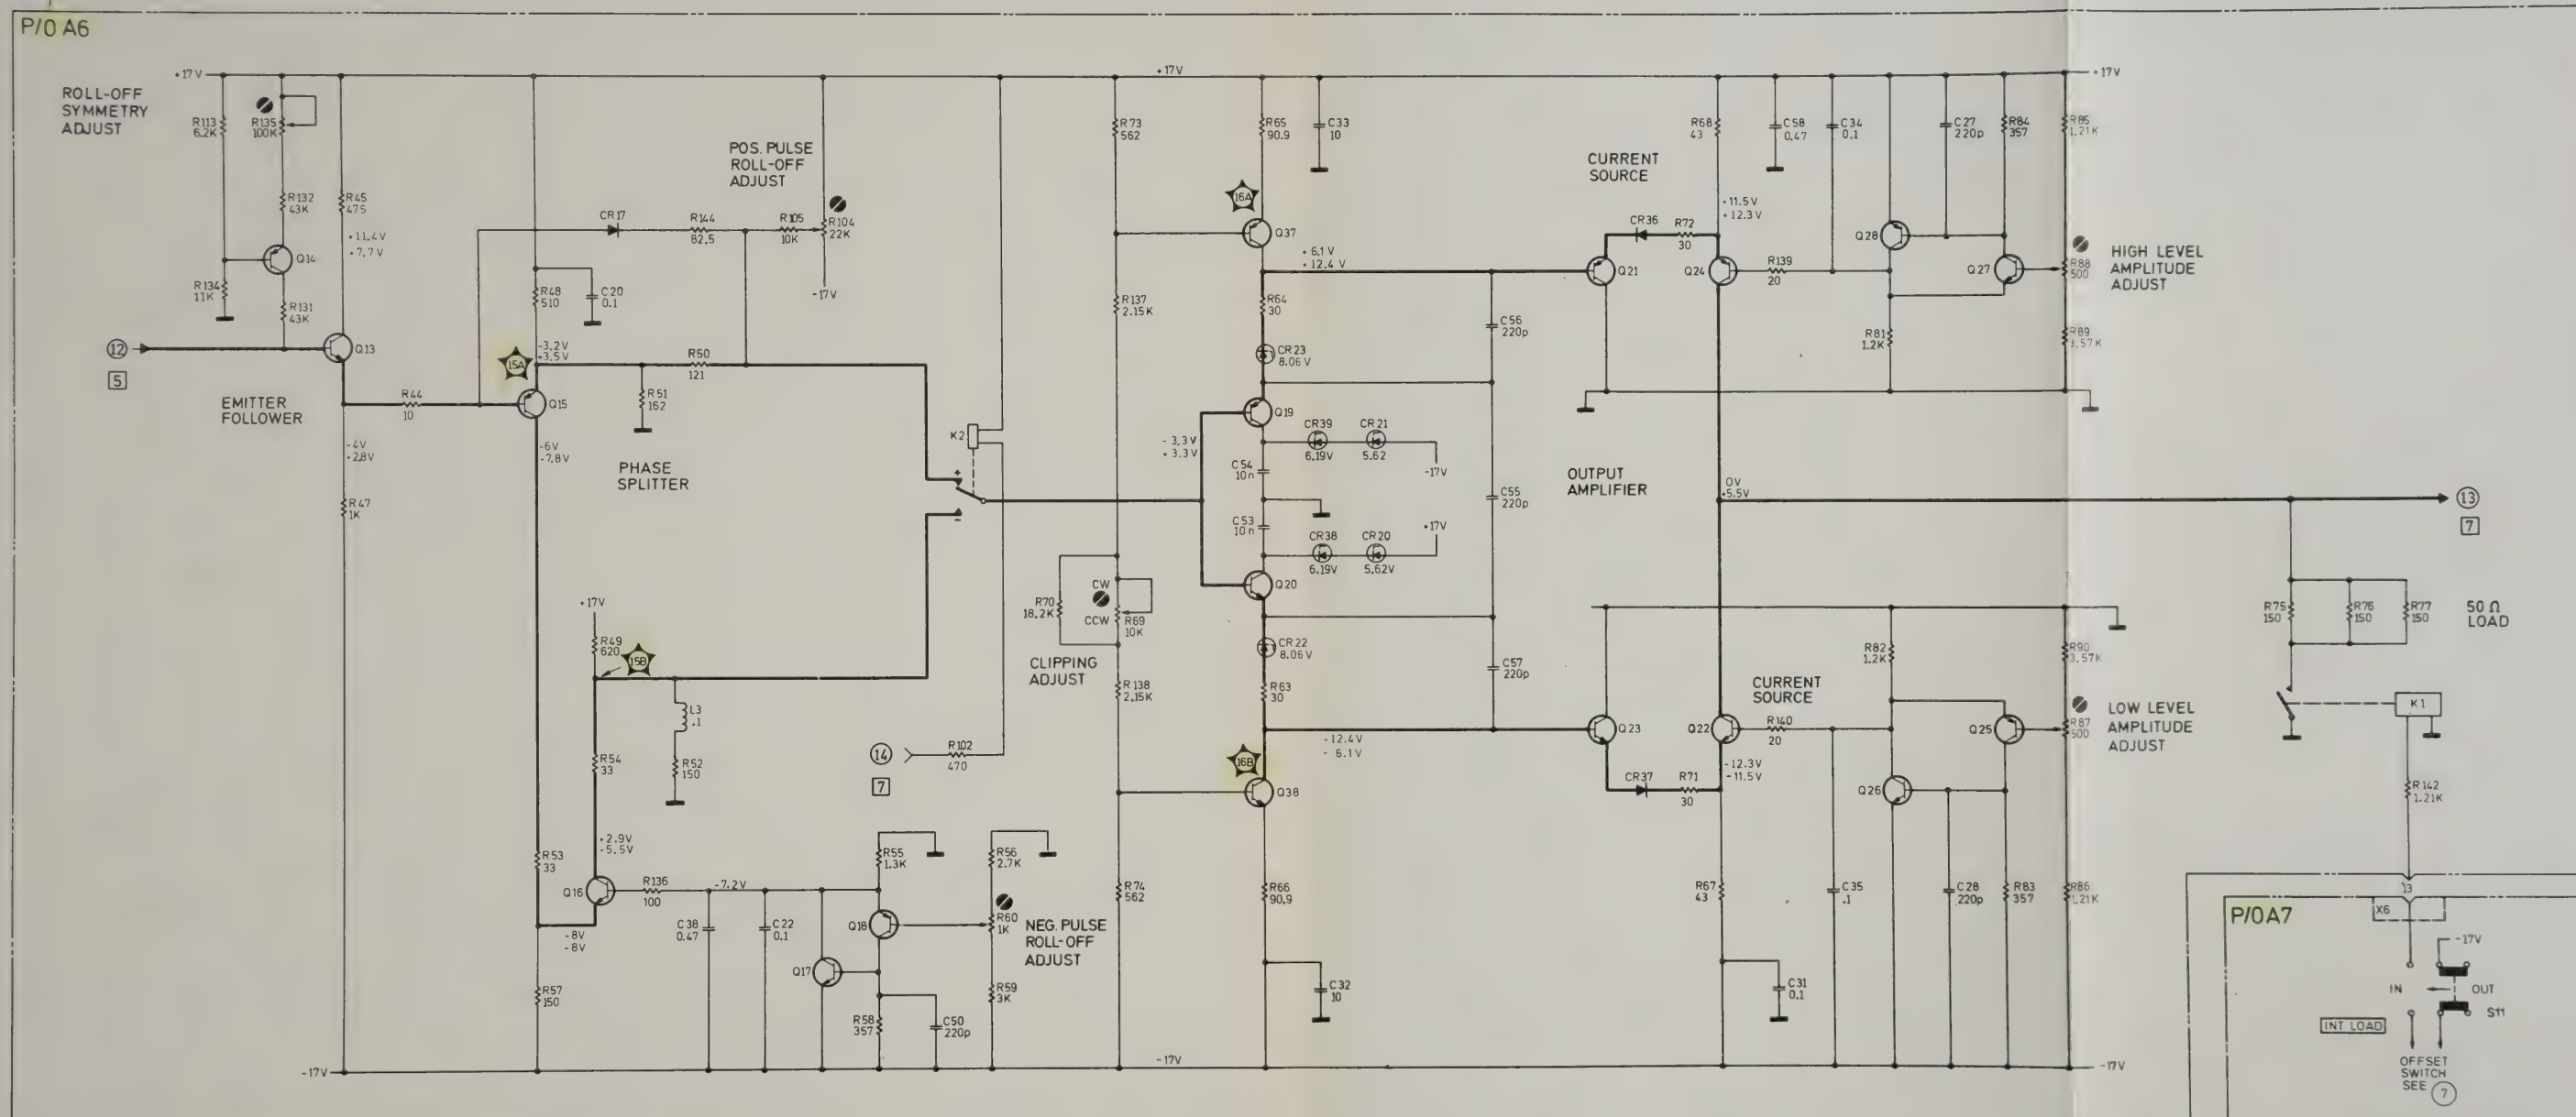 P/O A6
+17V
+17V
+17V
ROLL-OFF
SYMMETRY
ADJUST
R113
6.2K
R135
100K
R132
43K
R45
475
+11.4V
+7.7V
Q14
R134
11K
R131
43K
12
5
Q13
EMITTER
FOLLOWER
R44
10
-4V
+2.8V
R47
1K
CR17
R144
82.5
R105
10K
POS. PULSE
ROLL-OFF
ADJUST
R104
22K
-17V
R48
510
C20
0.1
15A
-3.2V
+3.5V
R50
121
R51
162
Q15
-6V
-7.8V
PHASE
SPLITTER
K2
+
-
+17V
R49
620
15B
L3
.1
R54
33
R52
150
14
7
R102
470
+2.9V
-5.5V
R53
33
Q16
R136
100
-7.2V
-8V
-8V
R57
150
C38
0.47
C22
0.1
R55
1.3K
R56
2.7K
Q18
R60
1K
NEG. PULSE
ROLL-OFF
ADJUST
Q17
R59
3K
R58
357
C50
220p
-17V
-17V
-17V
R73
562
R65
90.9
C33
10
16A
Q37
+6.1V
+12.4V
R137
2.15K
R64
30
CR23
8.06V
Q19
-3.3V
+3.3V
CR39
6.19V
CR21
5.62
-17V
C54
10n
C53
10n
CR38
6.19V
CR20
5.62V
+17V
Q20
R70
18.2K
CW
CCW
R69
10K
CLIPPING
ADJUST
R138
2.15K
CR22
8.06V
R63
30
-12.4V
-6.1V
16B
Q38
R74
562
R66
90.9
C32
10
C56
220p
C55
220p
C57
220p
CURRENT
SOURCE
R68
43
C58
0.47
C34
0.1
C27
220p
R84
357
R85
1.21K
+11.5V
+12.3V
CR36
R72
30
Q21
Q24
R139
20
Q28
Q27
R88
500
HIGH LEVEL
AMPLITUDE
ADJUST
R81
1.2K
R89
3.57K
OUTPUT
AMPLIFIER
0V
+5.5V
13
7
R75
150
R76
150
R77
150
50 Ω
LOAD
R82
1.2K
R90
3.57K
CURRENT
SOURCE
Q23
Q22
R140
20
Q25
R87
500
LOW LEVEL
AMPLITUDE
ADJUST
-12.3V
-11.5V
CR37
R71
30
Q26
K1
R142
1.21K
R67
43
C35
.1
C28
220p
R83
357
R86
1.21K
C31
0.1
13
P/O A7
X6
-17V
IN
OUT
S11
INT LOAD
OFFSET
SWITCH
SEE 7